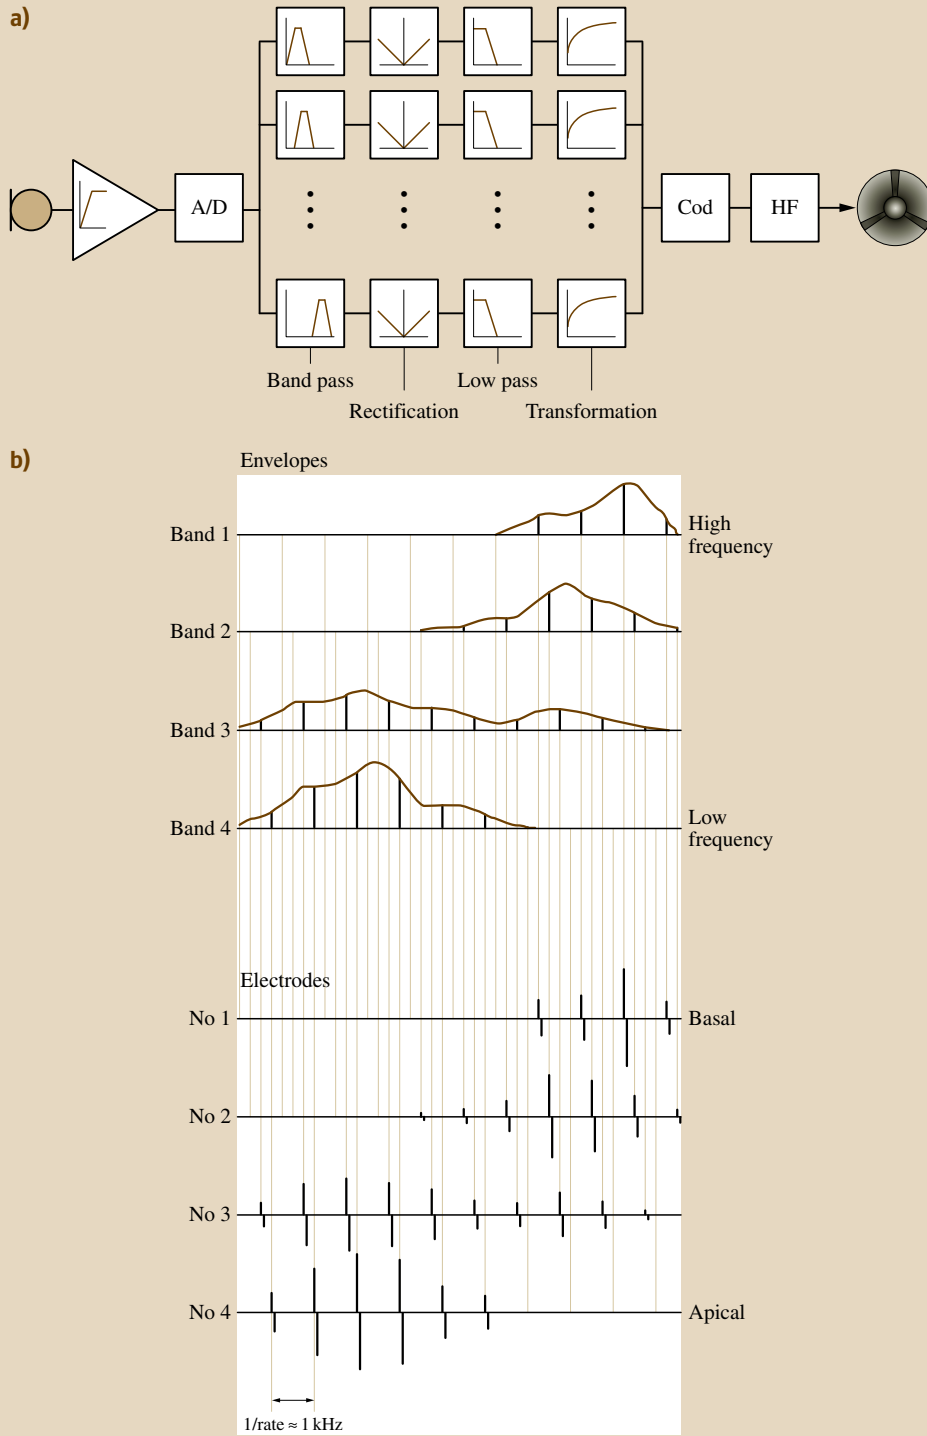 a)
A/D
Cod
HF
Band pass
Low pass
Rectification
Transformation
b)
Envelopes
Band 1
High
frequency
Band 2
Band 3
Band 4
Low
frequency
Electrodes
No 1
Basal
No 2
No 3
No 4
Apical
1/rate ≈ 1 kHz